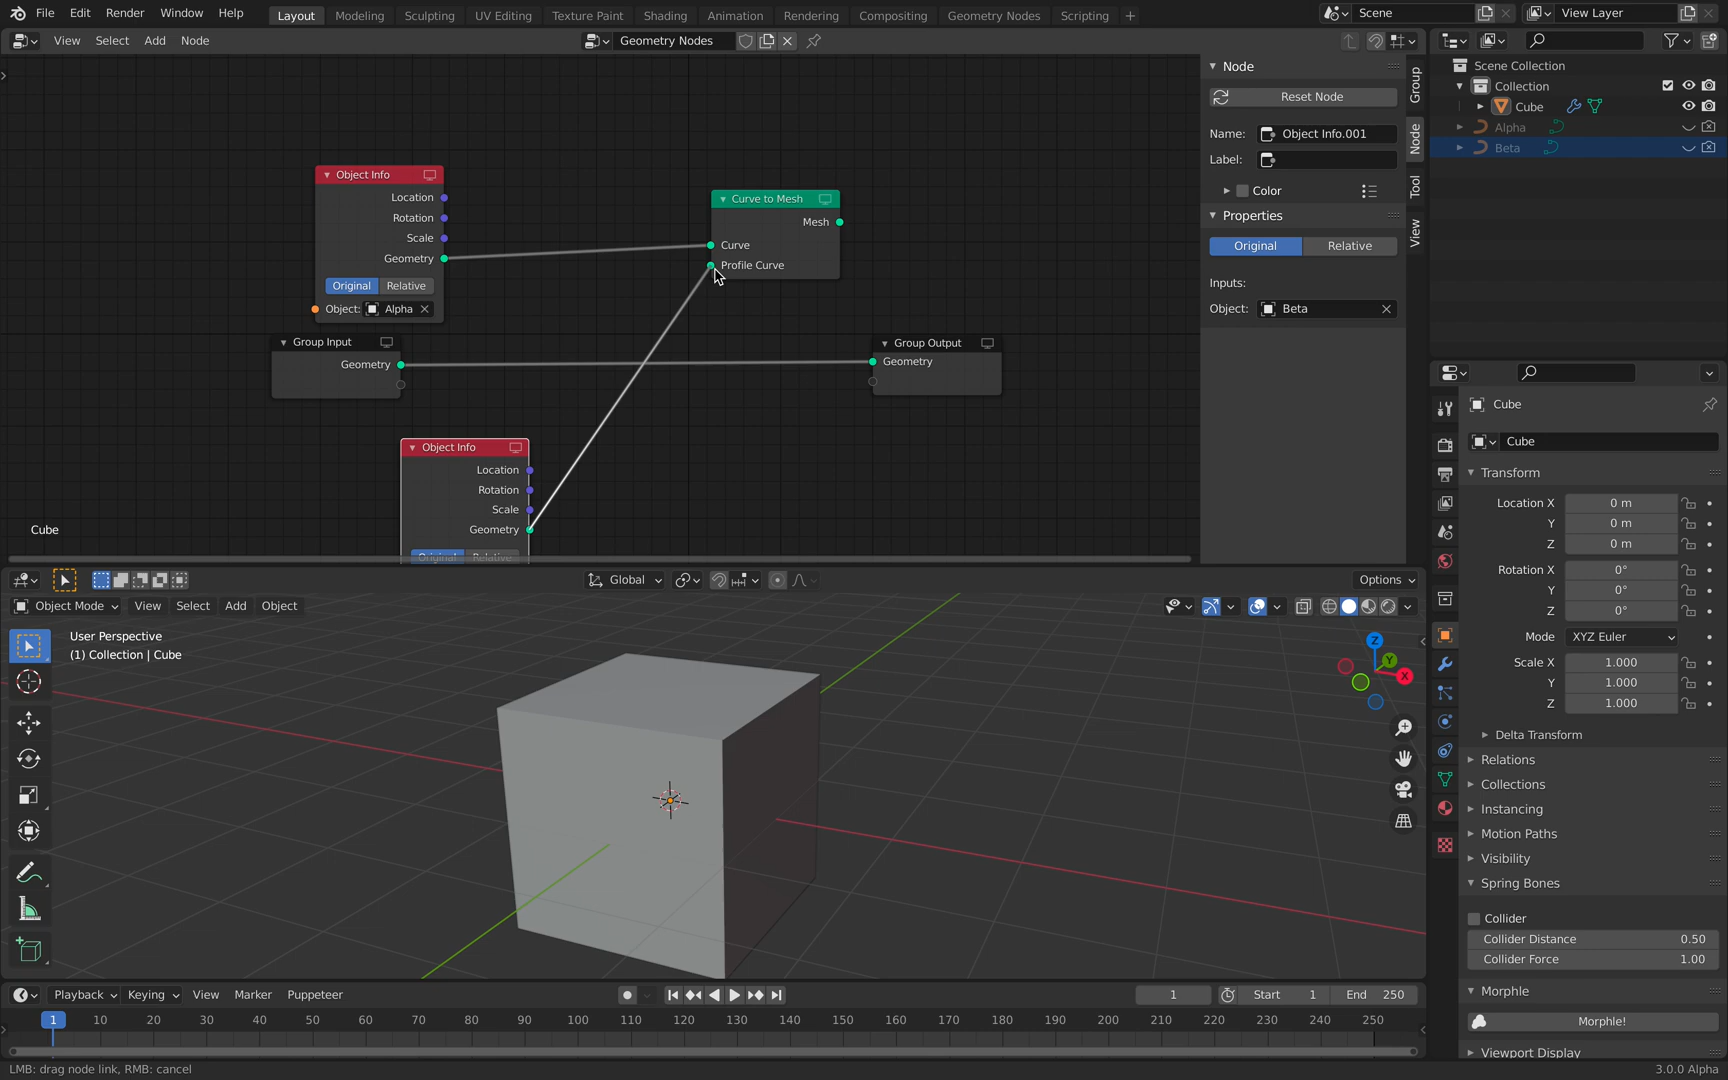 File Edit Render Window Help Layout Modeling Sculpting UV Editing Texture Paint Shading Animation Rendering Compositing Geometry Nodes Scripting + Scene View Layer
View Select Add Node Geometry Nodes
Object Info
Location
Rotation
Scale
Geometry
Original Relative
Object: Alpha
Curve to Mesh
Mesh
Curve
Profile Curve
Group Input
Geometry
Group Output
Geometry
Object Info
Location
Rotation
Scale
Geometry
Original Relative
Cube
Node
Reset Node
Name: Object Info.001
Label:
Color
Properties
Original Relative
Inputs:
Object: Beta
Group
Node
Tool
View
Scene Collection
Collection
Cube
Alpha
Beta
Cube
Cube
Transform
Location X 0 m
Y 0 m
Z 0 m
Rotation X 0°
Y 0°
Z 0°
Mode XYZ Euler
Scale X 1.000
Y 1.000
Z 1.000
Delta Transform
Relations
Collections
Instancing
Motion Paths
Visibility
Spring Bones
Collider
Collider Distance 0.50
Collider Force 1.00
Morphle
Morphle!
Viewport Display
Global Options
Object Mode View Select Add Object
User Perspective
(1) Collection | Cube
Z
Y
X
Playback Keying View Marker Puppeteer 1 Start 1 End 250
1 10 20 30 40 50 60 70 80 90 100 110 120 130 140 150 160 170 180 190 200 210 220 230 240 250
LMB: drag node link, RMB: cancel 3.0.0 Alpha